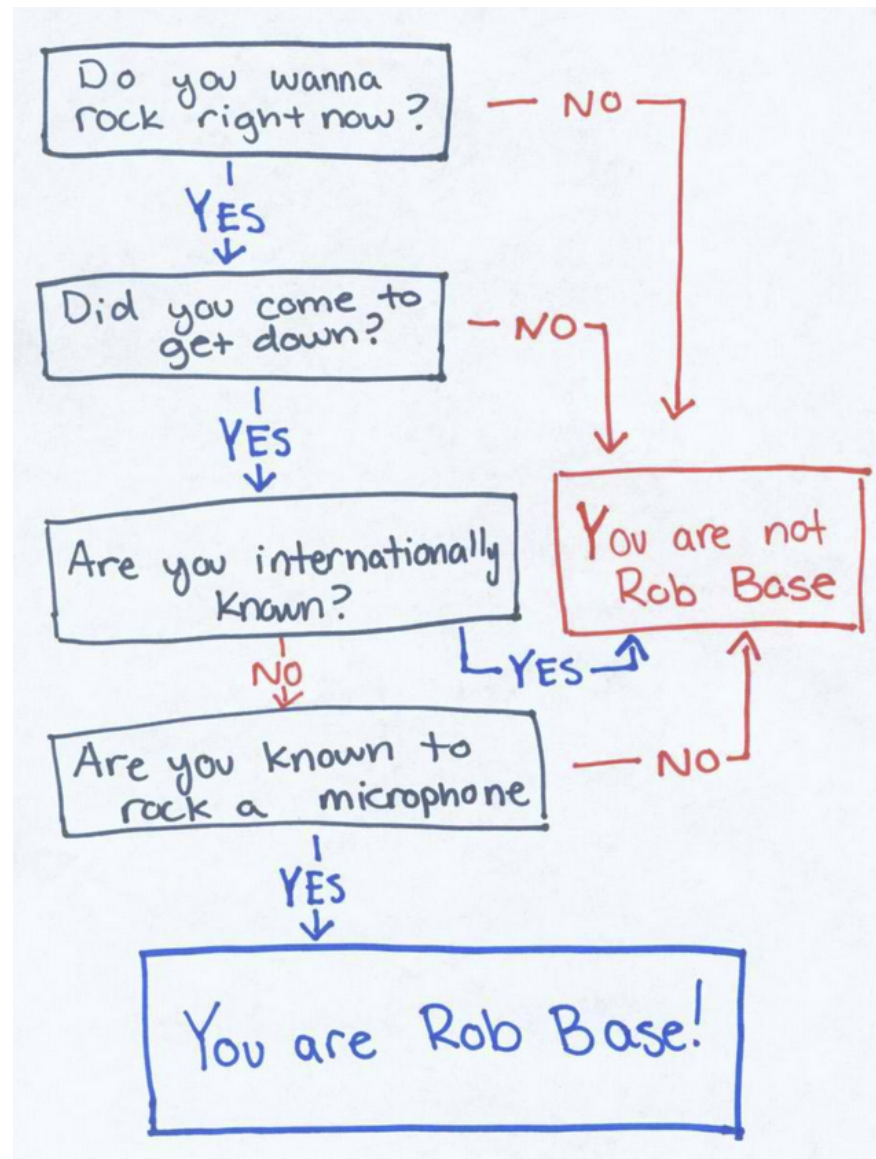 Do you wanna
rock right now?
NO
YES
Did you come to
get down?
NO
YES
Are you internationally
known?
YES
NO
You are not
Rob Base
Are you known to
rock a microphone
NO
YES
You are Rob Base!